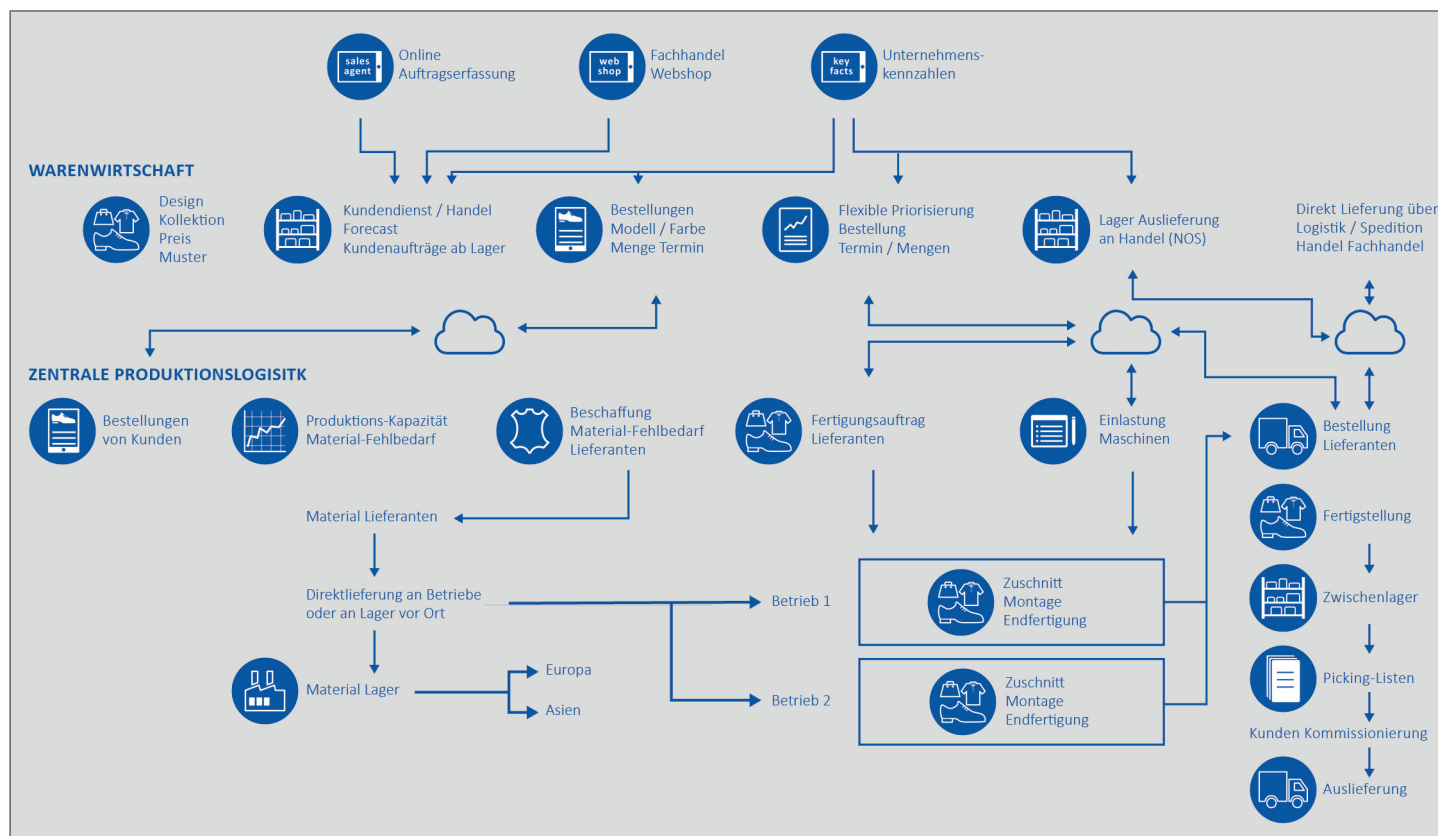 sales
agent
Online
Auftragserfassung
web
shop
Fachhandel
Webshop
key
facts
Unternehmens-
kennzahlen
WARENWIRTSCHAFT
Design
Kollektion
Preis
Muster
Kundendienst / Handel
Forecast
Kundenaufträge ab Lager
Bestellungen
Modell / Farbe
Menge Termin
Flexible Priorisierung
Bestellung
Termin / Mengen
Lager Auslieferung
an Handel (NOS)
Direkt Lieferung über
Logistik / Spedition
Handel Fachhandel
ZENTRALE PRODUKTIONSLOGISITK
Bestellungen
von Kunden
Produktions-Kapazität
Material-Fehlbedarf
Beschaffung
Material-Fehlbedarf
Lieferanten
Fertigungsauftrag
Lieferanten
Einlastung
Maschinen
Bestellung
Lieferanten
Material Lieferanten
Direktlieferung an Betriebe
oder an Lager vor Ort
Material Lager
Europa
Asien
Betrieb 1
Betrieb 2
Zuschnitt
Montage
Endfertigung
Zuschnitt
Montage
Endfertigung
Fertigstellung
Zwischenlager
Picking-Listen
Kunden Kommissionierung
Auslieferung